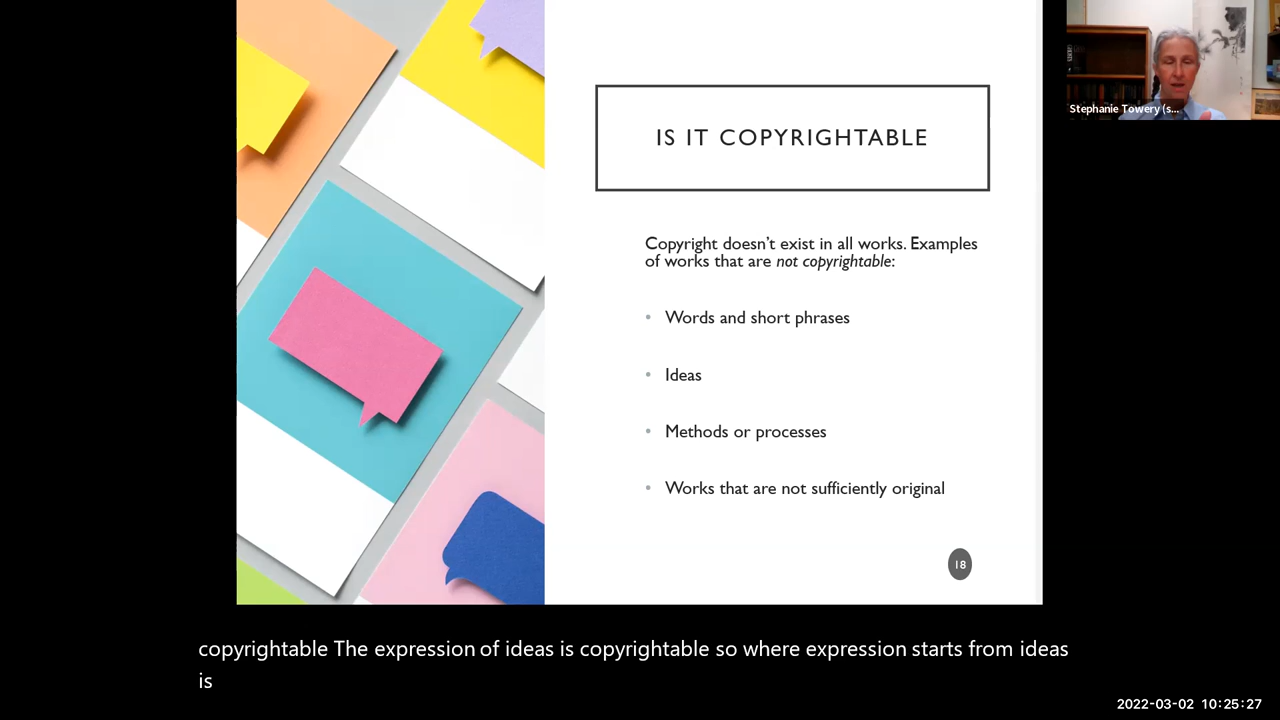 Stephanie Towery (s...
IS IT COPYRIGHTABLE
Copyright doesn't exist in all works. Examples
of works that are not copyrightable:
• Words and short phrases
• Ideas
• Methods or processes
• Works that are not sufficiently original
18
copyrightable The expression of ideas is copyrightable so where expression starts from ideas
is
2022-03-02 10:25:27